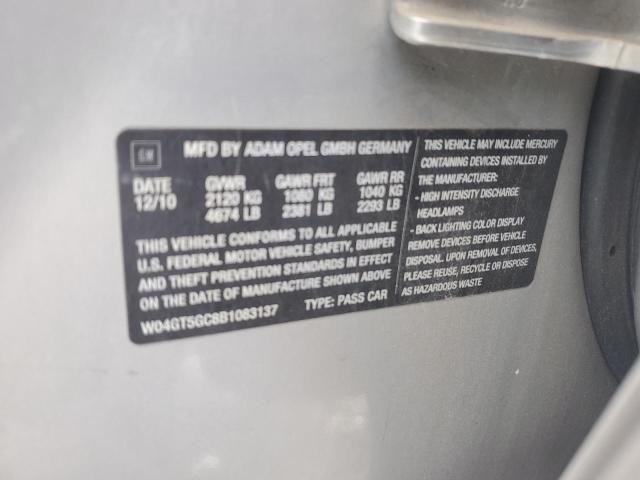 GM
MFD BY ADAM OPEL GMBH GERMANY
DATE GVWR GAWR FRT GAWR RR
12/10 2120 KG 1080 KG 1040 KG
4674 LB 2381 LB 2293 LB
THIS VEHICLE CONFORMS TO ALL APPLICABLE
U.S. FEDERAL MOTOR VEHICLE SAFETY, BUMPER
AND THEFT PREVENTION STANDARDS IN EFFECT
ON THE DATE OF MANUFACTURE SHOWN ABOVE
W04GT5GC8B1083137 TYPE: PASS CAR
THIS VEHICLE MAY INCLUDE MERCURY
CONTAINING DEVICES INSTALLED BY
THE MANUFACTURER:
- HIGH INTENSITY DISCHARGE
HEADLAMPS
- BACK LIGHTING COLOR DISPLAY
REMOVE DEVICES BEFORE VEHICLE
DISPOSAL. UPON REMOVAL OF DEVICES,
PLEASE REUSE, RECYCLE OR DISPOSE
AS HAZARDOUS WASTE